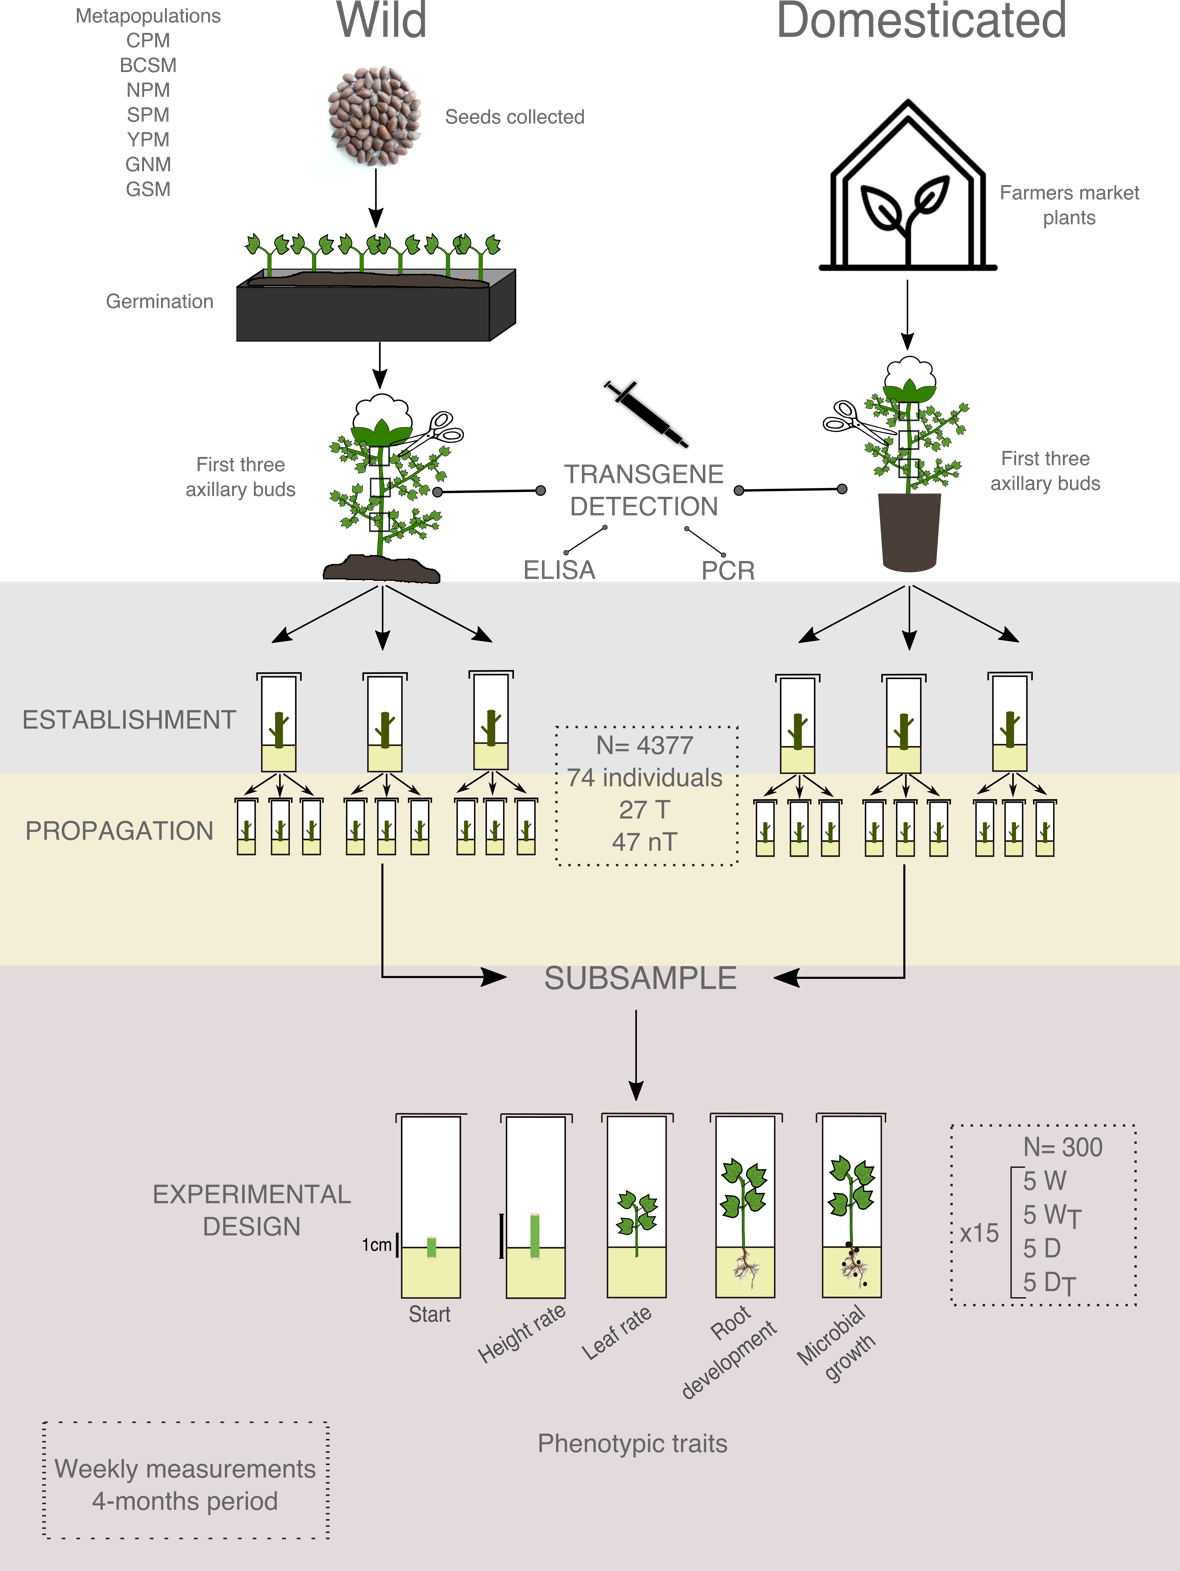 Metapopulations
CPM
BCSM
NPM
SPM
YPM
GNM
GSM
Wild
Domesticated
Seeds collected
Farmers market
plants
Germination
First three
axillary buds
TRANSGENE
DETECTION
ELISA
PCR
First three
axillary buds
ESTABLISHMENT
N= 4377
74 individuals
27 T
47 nT
PROPAGATION
SUBSAMPLE
EXPERIMENTAL
DESIGN
1cm
Start
Height rate
Leaf rate
Root
development
Microbial
growth
N= 300
x15
5 W
5 WT
5 D
5 DT
Phenotypic traits
Weekly measurements
4-months period